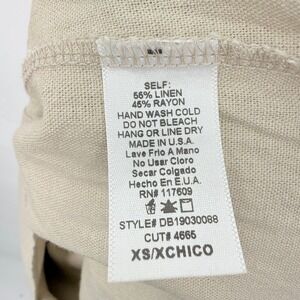 SELF:
55% LINEN
45% RAYON
HAND WASH COLD
DO NOT BLEACH
HANG OR LINE DRY
MADE IN U.S.A.
Lave Frio A Mano
No Usar Cloro
Secar Colgado
Hecho En E.U.A.
RN# 117609
STYLE# DB19030088
CUT# 4665
XS/XCHICO